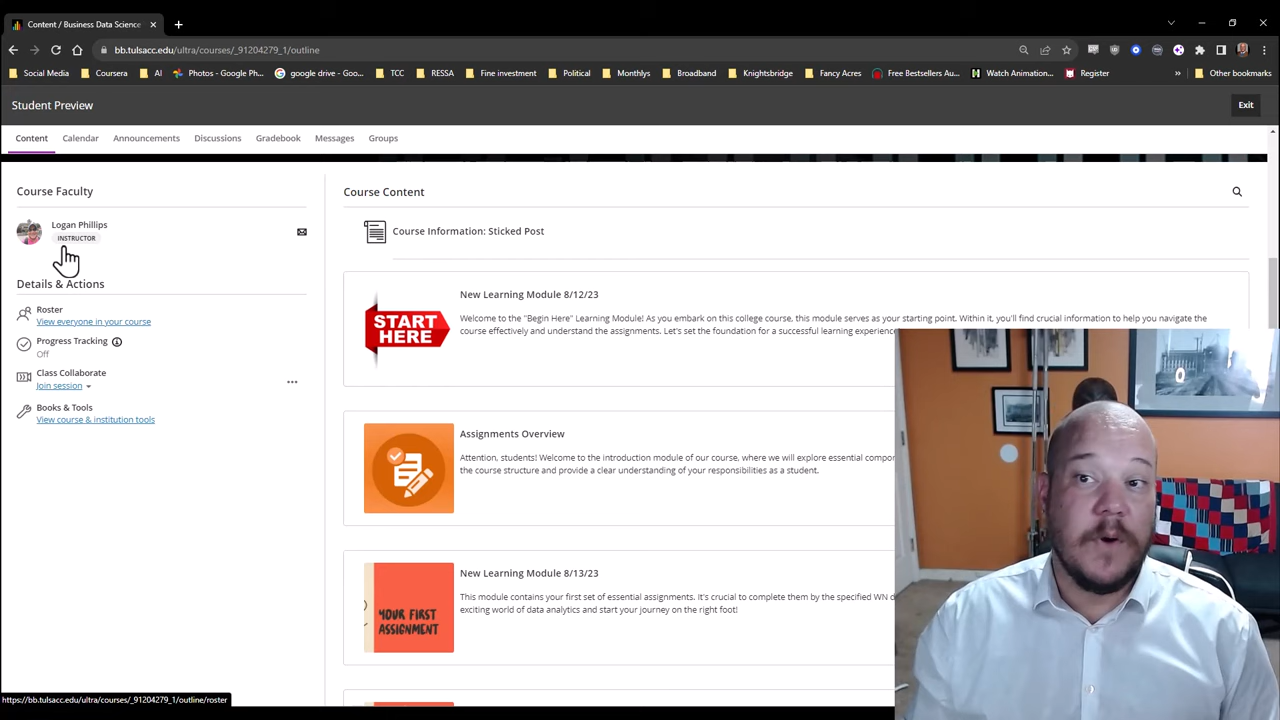 Content / Business Data Science
bb.tulsacc.edu/ultra/courses/_91204279_1/outline
Social Media
Coursera
AI
Photos - Google Ph...
google drive - Goo...
TCC
RESSA
Fine investment
Political
Monthlys
Broadband
Knightsbridge
Fancy Acres
Free Bestsellers Au...
Watch Animation...
Register
»
Other bookmarks
Student Preview
Exit
Content
Calendar
Announcements
Discussions
Gradebook
Messages
Groups
Course Faculty
Logan Phillips
INSTRUCTOR
Details & Actions
Roster
View everyone in your course
Progress Tracking
Off
Class Collaborate
Join session
Books & Tools
View course & institution tools
Course Content
Course Information: Sticked Post
START
HERE
New Learning Module 8/12/23
Welcome to the "Begin Here" Learning Module! As you embark on this college course, this module serves as your starting point. Within it, you'll find crucial information to help you navigate the
course effectively and understand the assignments. Let's set the foundation for a successful learning experience
Assignments Overview
Attention, students! Welcome to the introduction module of our course, where we will explore essential
the course structure and provide a clear understanding of your responsibilities as a student.
YOUR FIRST
ASSIGNMENT
New Learning Module 8/13/23
This module contains your first set of essential assignments. It's crucial to complete them by the specified WN
exciting world of data analytics and start your journey on the right foot!
https://bb.tulsacc.edu/ultra/courses/_91204279_1/outline/roster